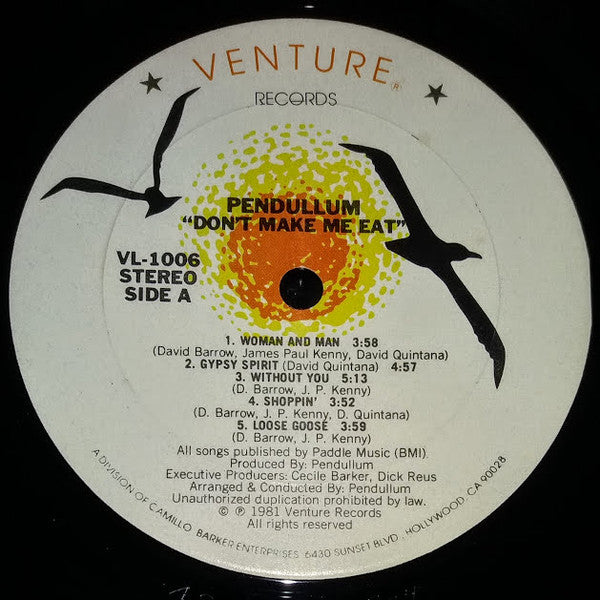 ★ VENTURE® ★
RECORDS
PENDULLUM
"DON'T MAKE ME EAT"
VL-1006
STEREO
SIDE A
1. WOMAN AND MAN 3:58
(David Barrow, James Paul Kenny, David Quintana)
2. GYPSY SPIRIT (David Quintana) 4:57
3. WITHOUT YOU 5:13
(D. Barrow, J. P. Kenny)
4. SHOPPIN' 3:52
(D. Barrow, J. P. Kenny, D. Quintana)
5. LOOSE GOOSE 3:59
(D. Barrow, J. P. Kenny)
All songs published by Paddle Music (BMI)
Produced By: Pendullum
Executive Producers: Cecile Barker, Dick Reus
Arranged & Conducted By: Pendullum
Unauthorized duplication prohibited by law.
© ℗ 1981 Venture Records
All rights reserved
A DIVISION OF CAMILLO BARKER ENTERPRISES 6430 SUNSET BLVD., HOLLYWOOD, CA 90028